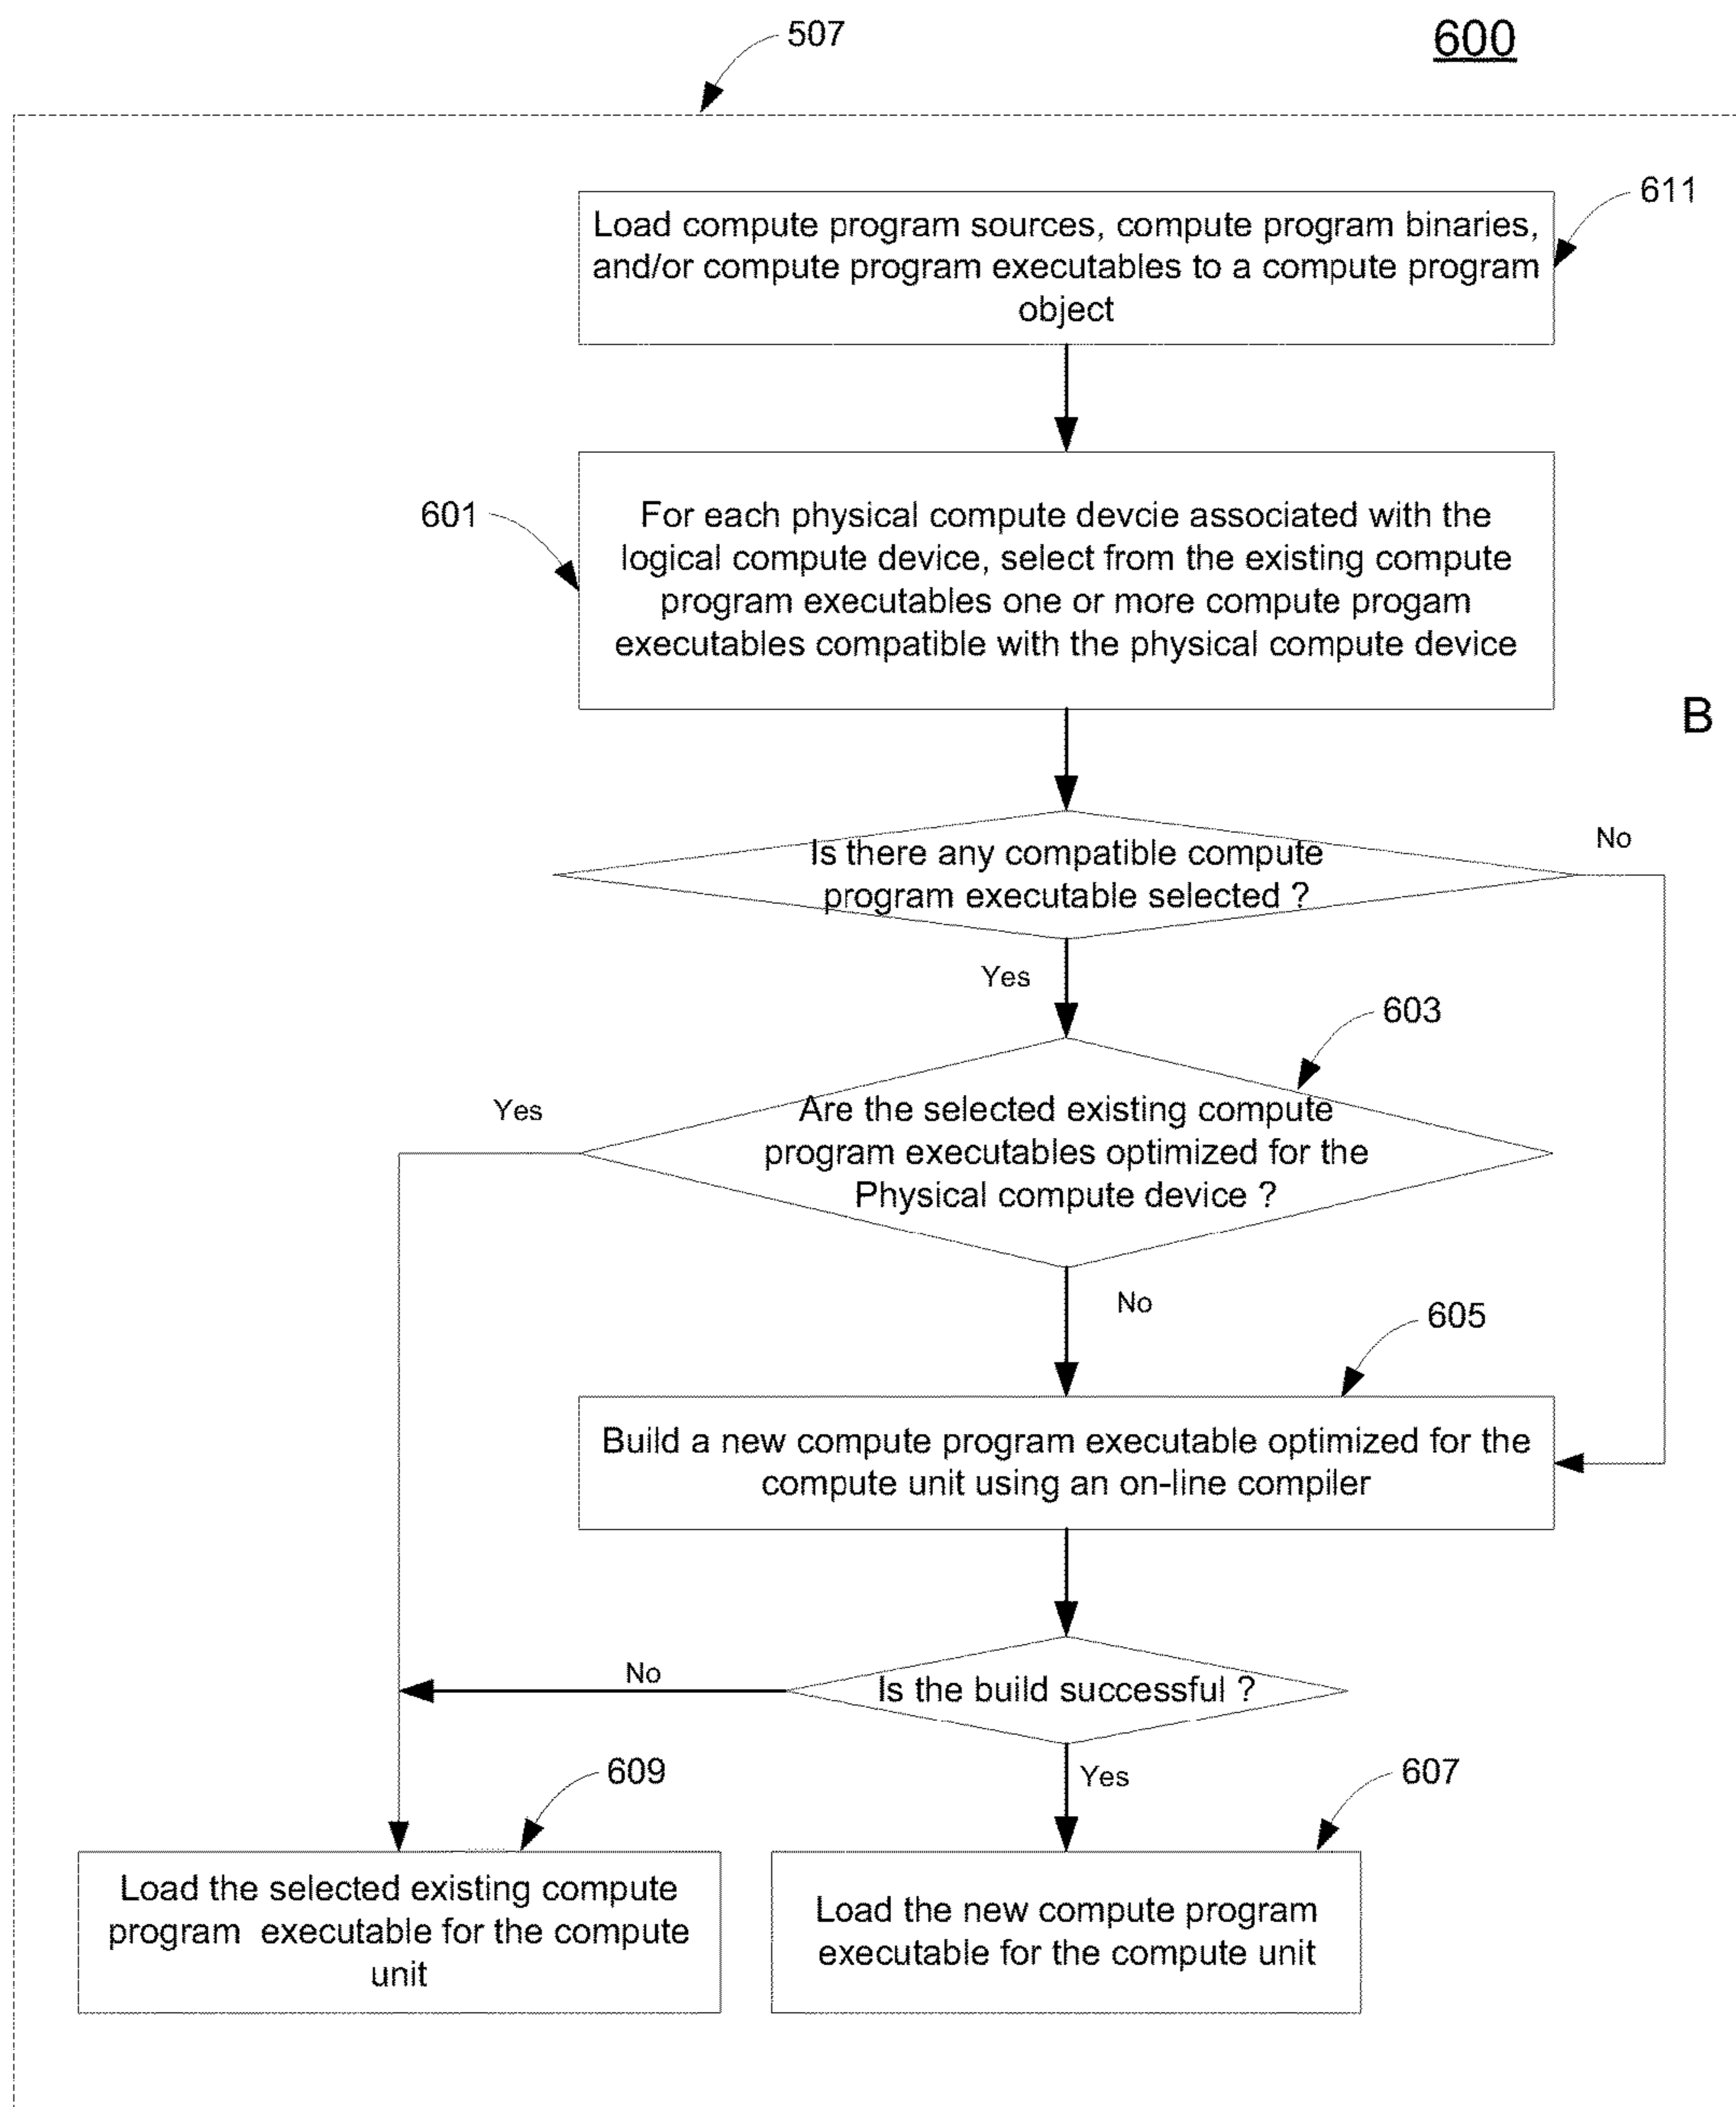 507
600
611
Load compute program sources, compute program binaries,
and/or compute program executables to a compute program
object
601
For each physical compute devcie associated with the
logical compute device, select from the existing compute
program executables one or more compute progam
executables compatible with the physical compute device
B
Is there any compatible compute
program executable selected ?
No
Yes
603
Yes
Are the selected existing compute
program executables optimized for the
Physical compute device ?
No
605
Build a new compute program executable optimized for the
compute unit using an on-line compiler
No
Is the build successful ?
609
Yes
607
Load the selected existing compute
program executable for the compute
unit
Load the new compute program
executable for the compute unit